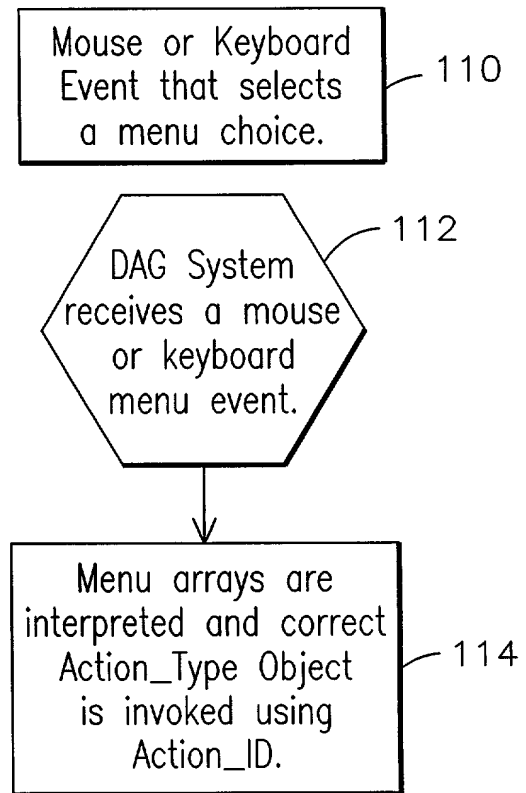 Mouse or Keyboard
Event that selects
a menu choice.
110
112
DAG System
receives a mouse
or keyboard
menu event.
Menu arrays are
interpreted and correct
Action_Type Object
is invoked using
Action_ID.
114